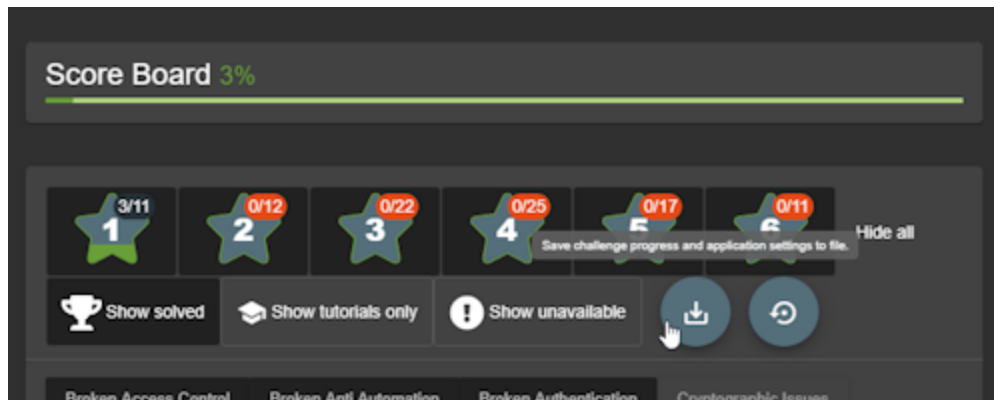 Score Board 3%
3/11 0/12 0/22 0/25 0/17 0/11
1 2 3 4 5 6 Hide all
Save challenge progress and application settings to file.
Show solved Show tutorials only ! Show unavailable
Broken Access Control Broken Anti Automation Broken Authentication Cryptographic Issues